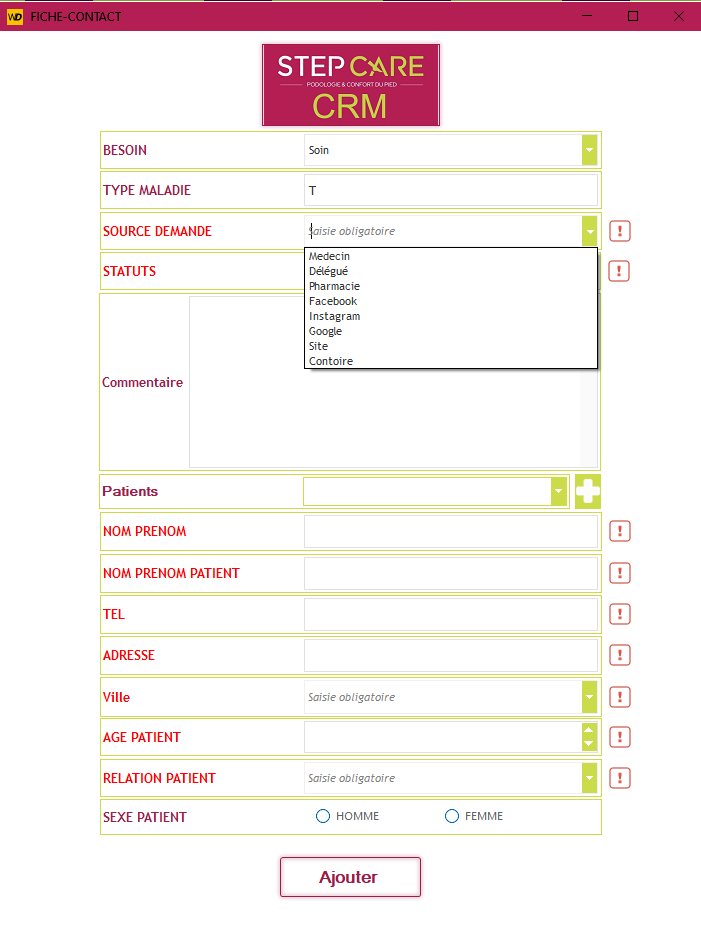 WD FICHE-CONTACT
STEP CARE
PODOLOGIE & CONFORT DU PIED
CRM
BESOIN Soin
TYPE MALADIE T
SOURCE DEMANDE Saisie obligatoire
STATUTS
Medecin
Délégué
Pharmacie
Facebook
Instagram
Google
Site
Contoire
Commentaire
Patients
NOM PRENOM
NOM PRENOM PATIENT
TEL
ADRESSE
Ville Saisie obligatoire
AGE PATIENT
RELATION PATIENT Saisie obligatoire
SEXE PATIENT HOMME FEMME
Ajouter